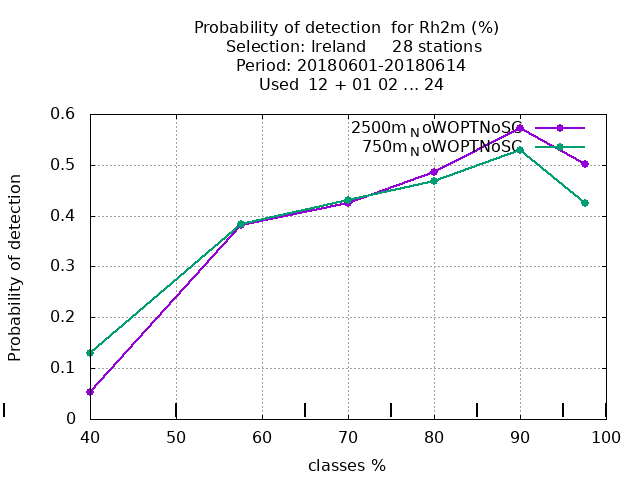 Probability of detection for Rh2m (%)
Selection: Ireland 28 stations
Period: 20180601-20180614
Used 12 + 01 02 ... 24
2500m_NoWOPTNoSC
750m_NoWOPTNoSC
0.6
0.5
0.4
0.3
0.2
0.1
0
Probability of detection
40 50 60 70 80 90 100
classes %